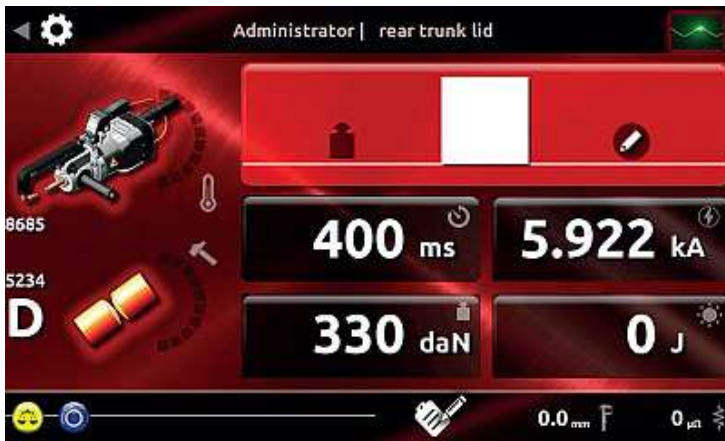 Administrator | rear trunk lid
8685
400 ms
5.922 kA
5234
D
330 daN
0 J
0.0 mm
0 µΩ